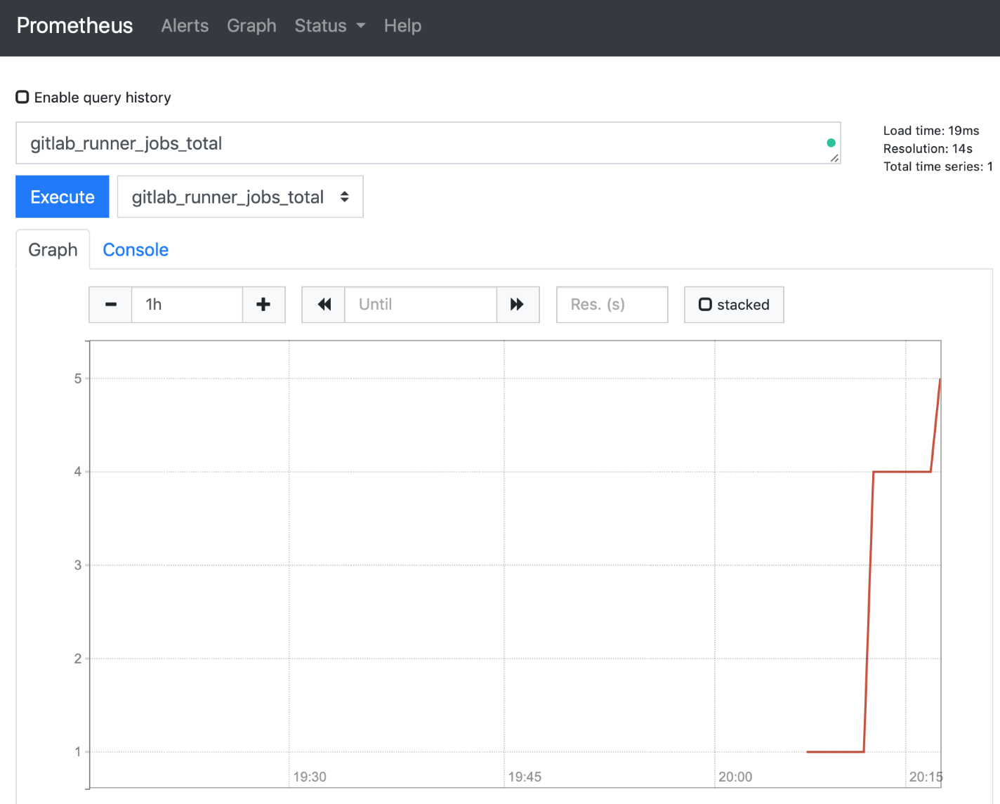 Prometheus Alerts Graph Status Help
Enable query history
gitlab_runner_jobs_total
Load time: 19ms
Resolution: 14s
Total time series: 1
Execute gitlab_runner_jobs_total
Graph Console
1h Until Res. (s) stacked
5
4
3
2
1
19:30 19:45 20:00 20:15